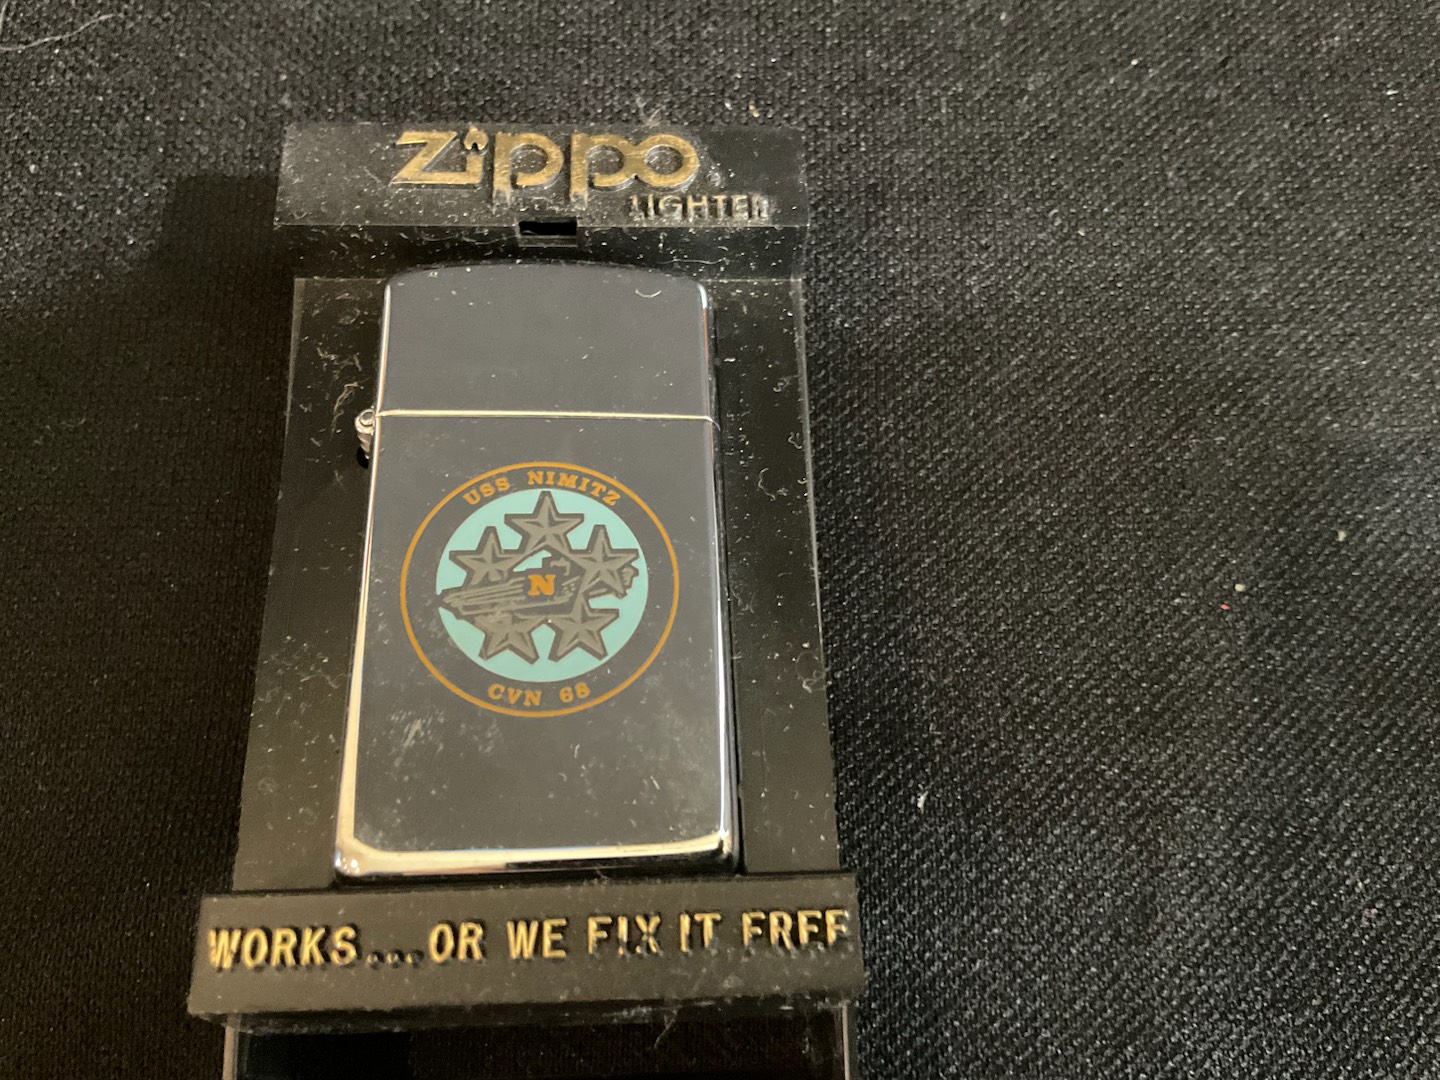 Zippo
LIGHTER
USS NIMITZ
N
CVN 68
WORKS....OR WE FIX IT FREE